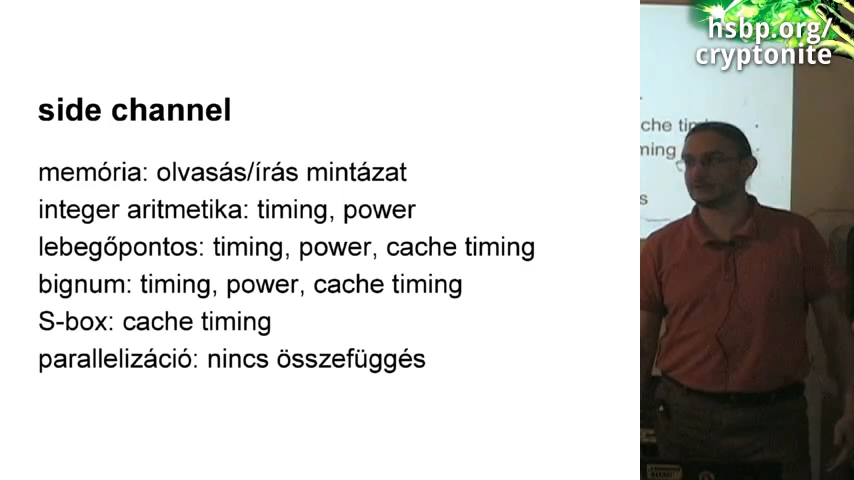 side channel
memória: olvasás/írás mintázat
integer aritmetika: timing, power
lebegőpontos: timing, power, cache timing
bignum: timing, power, cache timing
S-box: cache timing
parallelizáció: nincs összefüggés
hsbp.org/
cryptonite